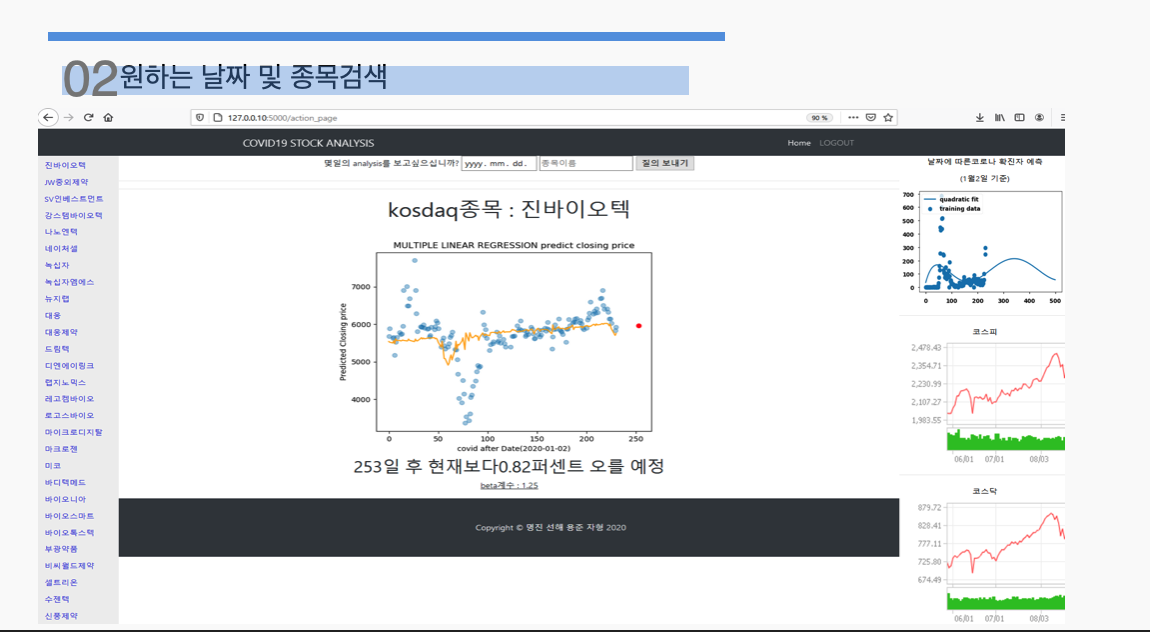 02원하는 날짜 및 종목검색
127.0.0.10:5000/action_page
90 %
COVID19 STOCK ANALYSIS
Home LOGOUT
진바이오텍
JW중외제약
SV인베스트먼트
강스템바이오텍
나노엔텍
네이처셀
녹십자
녹십자엠에스
뉴지랩
대웅
대웅제약
드림텍
디엔에이링크
랩지노믹스
레고켐바이오
로고스바이오
마이크로디지탈
마크로젠
미코
바디텍메드
바이오니아
바이오스마트
바이오톡스텍
부광약품
비씨월드제약
셀트리온
수젠텍
신풍제약
몇일의 analysis를 보고싶으십니까? yyyy. mm. dd. 종목이름 질의 보내기
kosdaq종목 : 진바이오텍
MULTIPLE LINEAR REGRESSION predict closing price
Predicted Closing price
7000
6000
5000
4000
0 50 100 150 200 250
covid after Date(2020-01-02)
253일 후 현재보다0.82퍼센트 오를 예정
beta계수 : 1.25
Copyright © 명진 선해 용준 자형 2020
날짜에 따른코로나 확진자 예측
(1월2일 기준)
quadratic fit
training data
700
600
500
400
300
200
100
0
0 100 200 300 400 500
코스피
2,478.43
2,354.71
2,230.99
2,107.27
1,983.55
06/01 07/01 08/03
코스닥
879.72
828.41
777.11
725.80
674.49
06/01 07/01 08/03